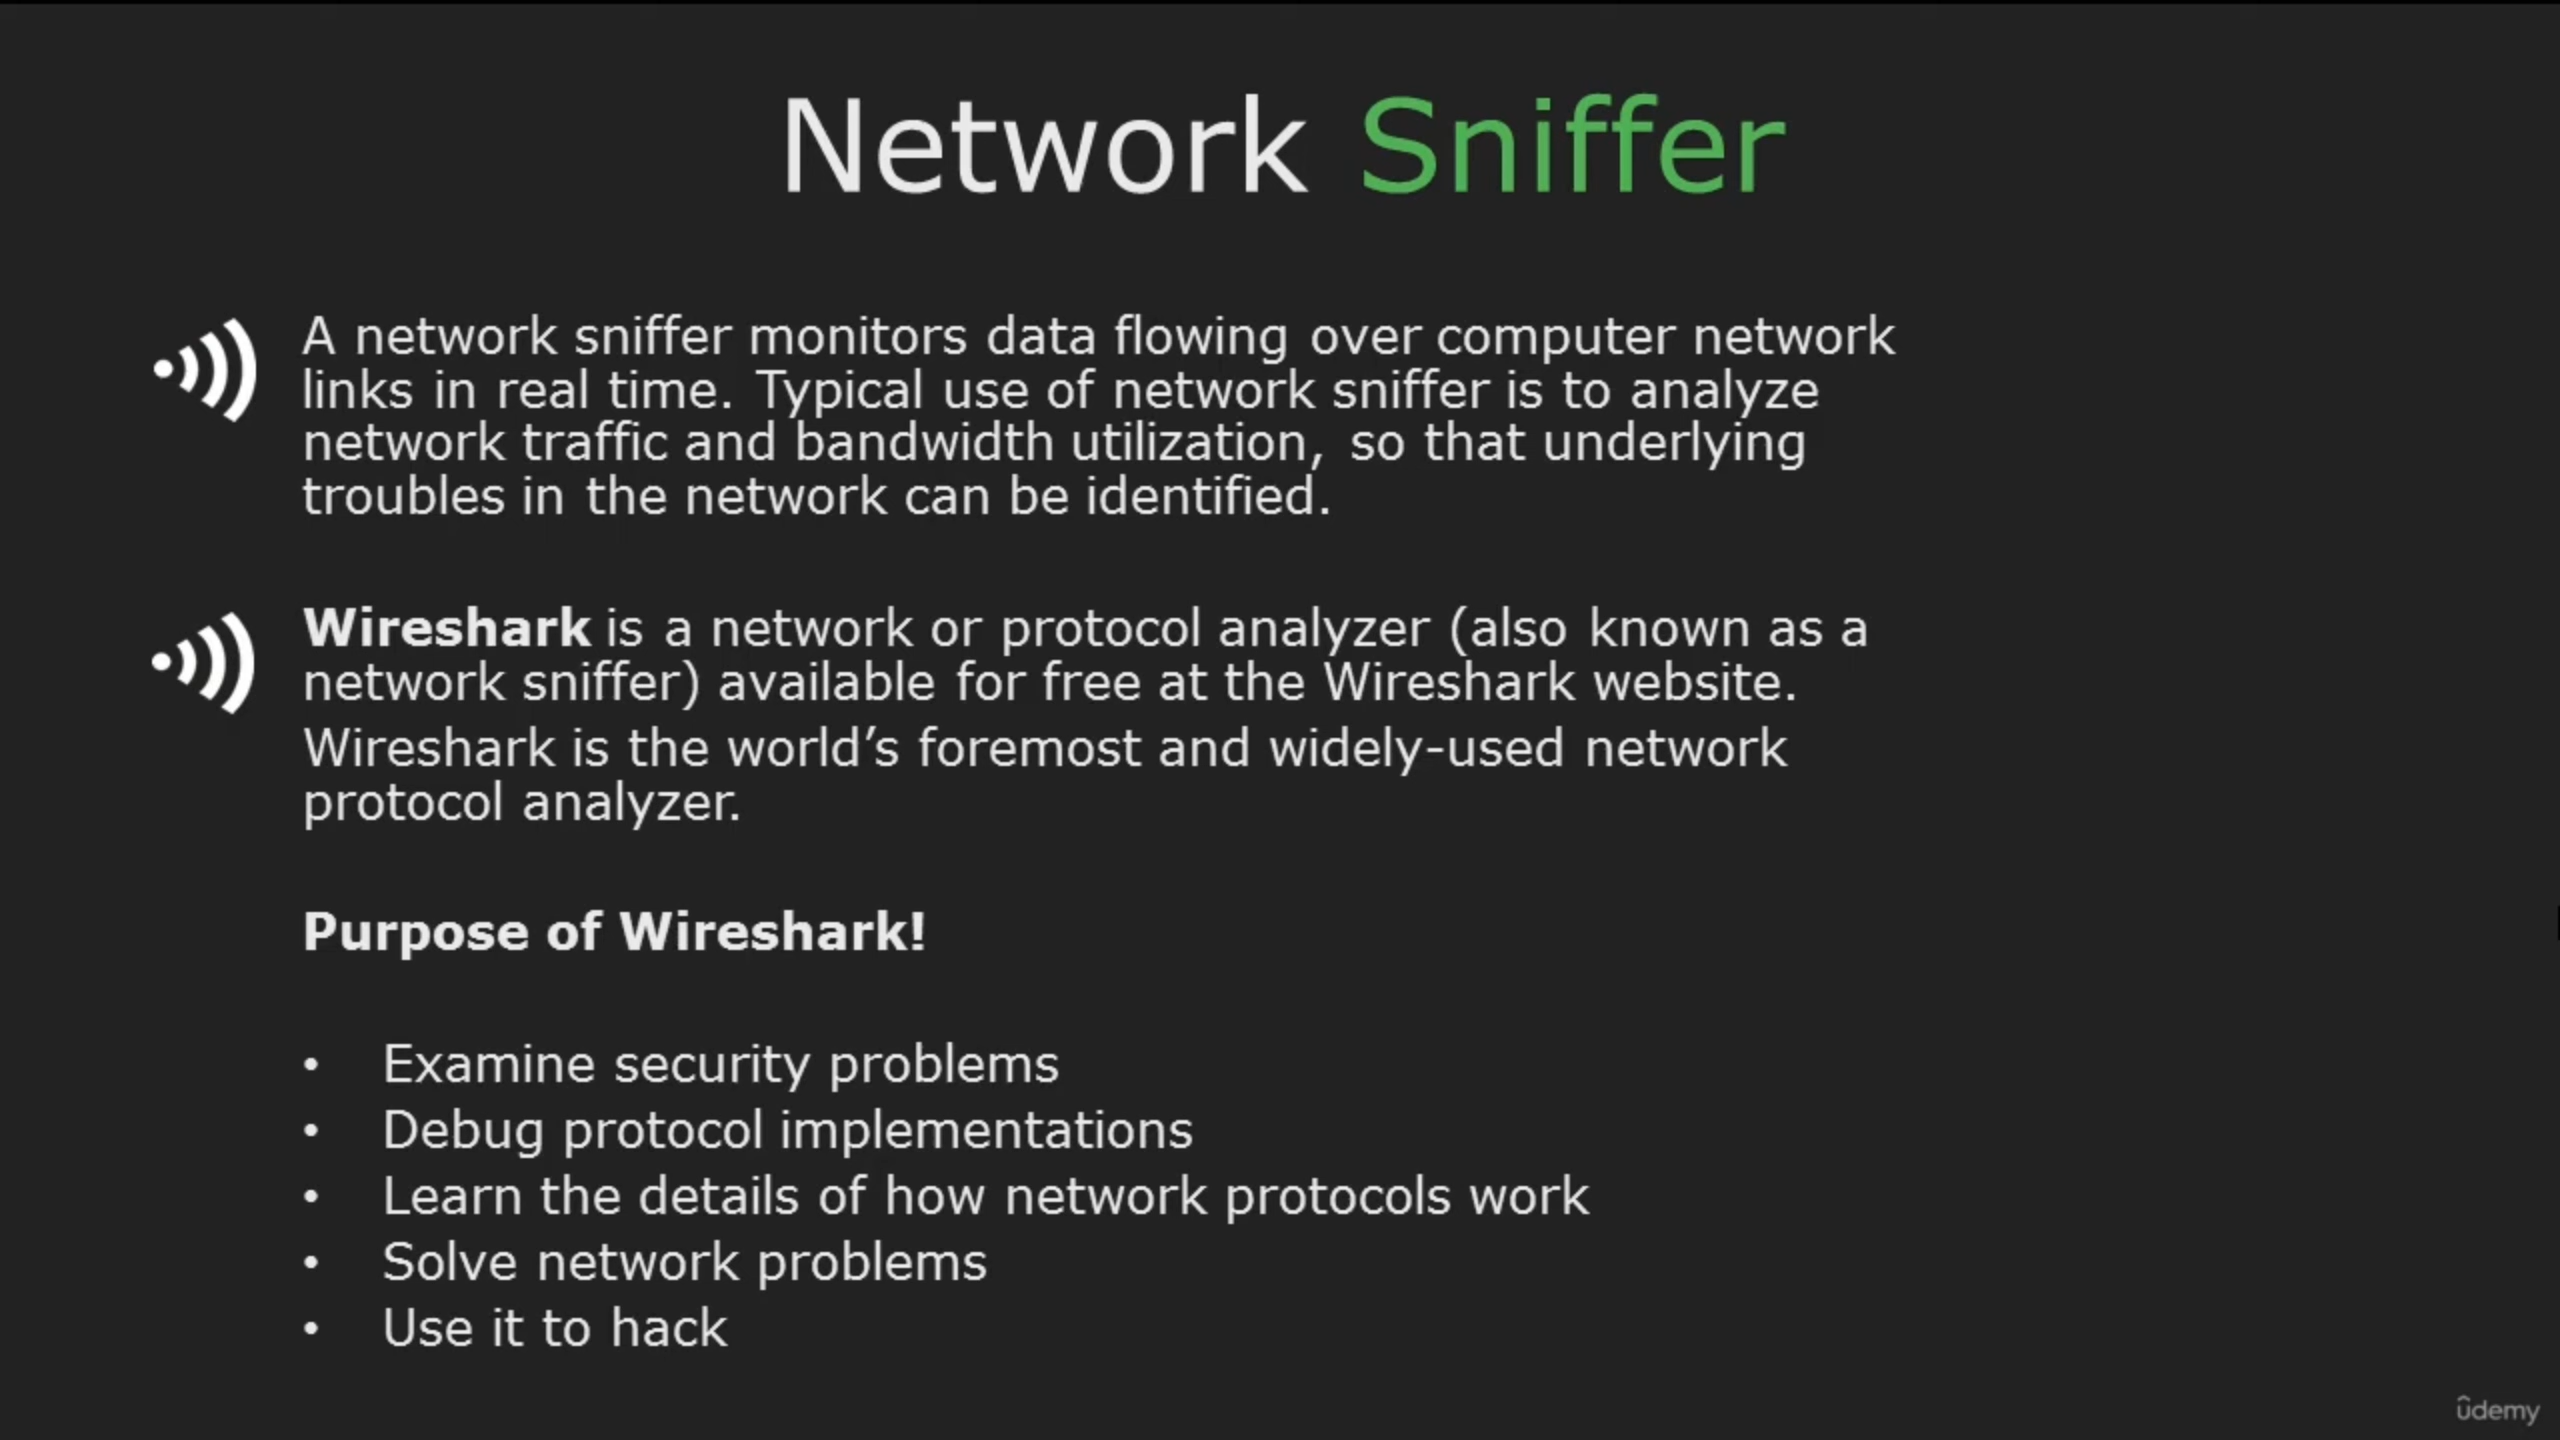 Network Sniffer
A network sniffer monitors data flowing over computer network
links in real time. Typical use of network sniffer is to analyze
network traffic and bandwidth utilization, so that underlying
troubles in the network can be identified.
Wireshark is a network or protocol analyzer (also known as a
network sniffer) available for free at the Wireshark website.
Wireshark is the world’s foremost and widely-used network
protocol analyzer.
Purpose of Wireshark!
• Examine security problems
• Debug protocol implementations
• Learn the details of how network protocols work
• Solve network problems
• Use it to hack
ûdemy